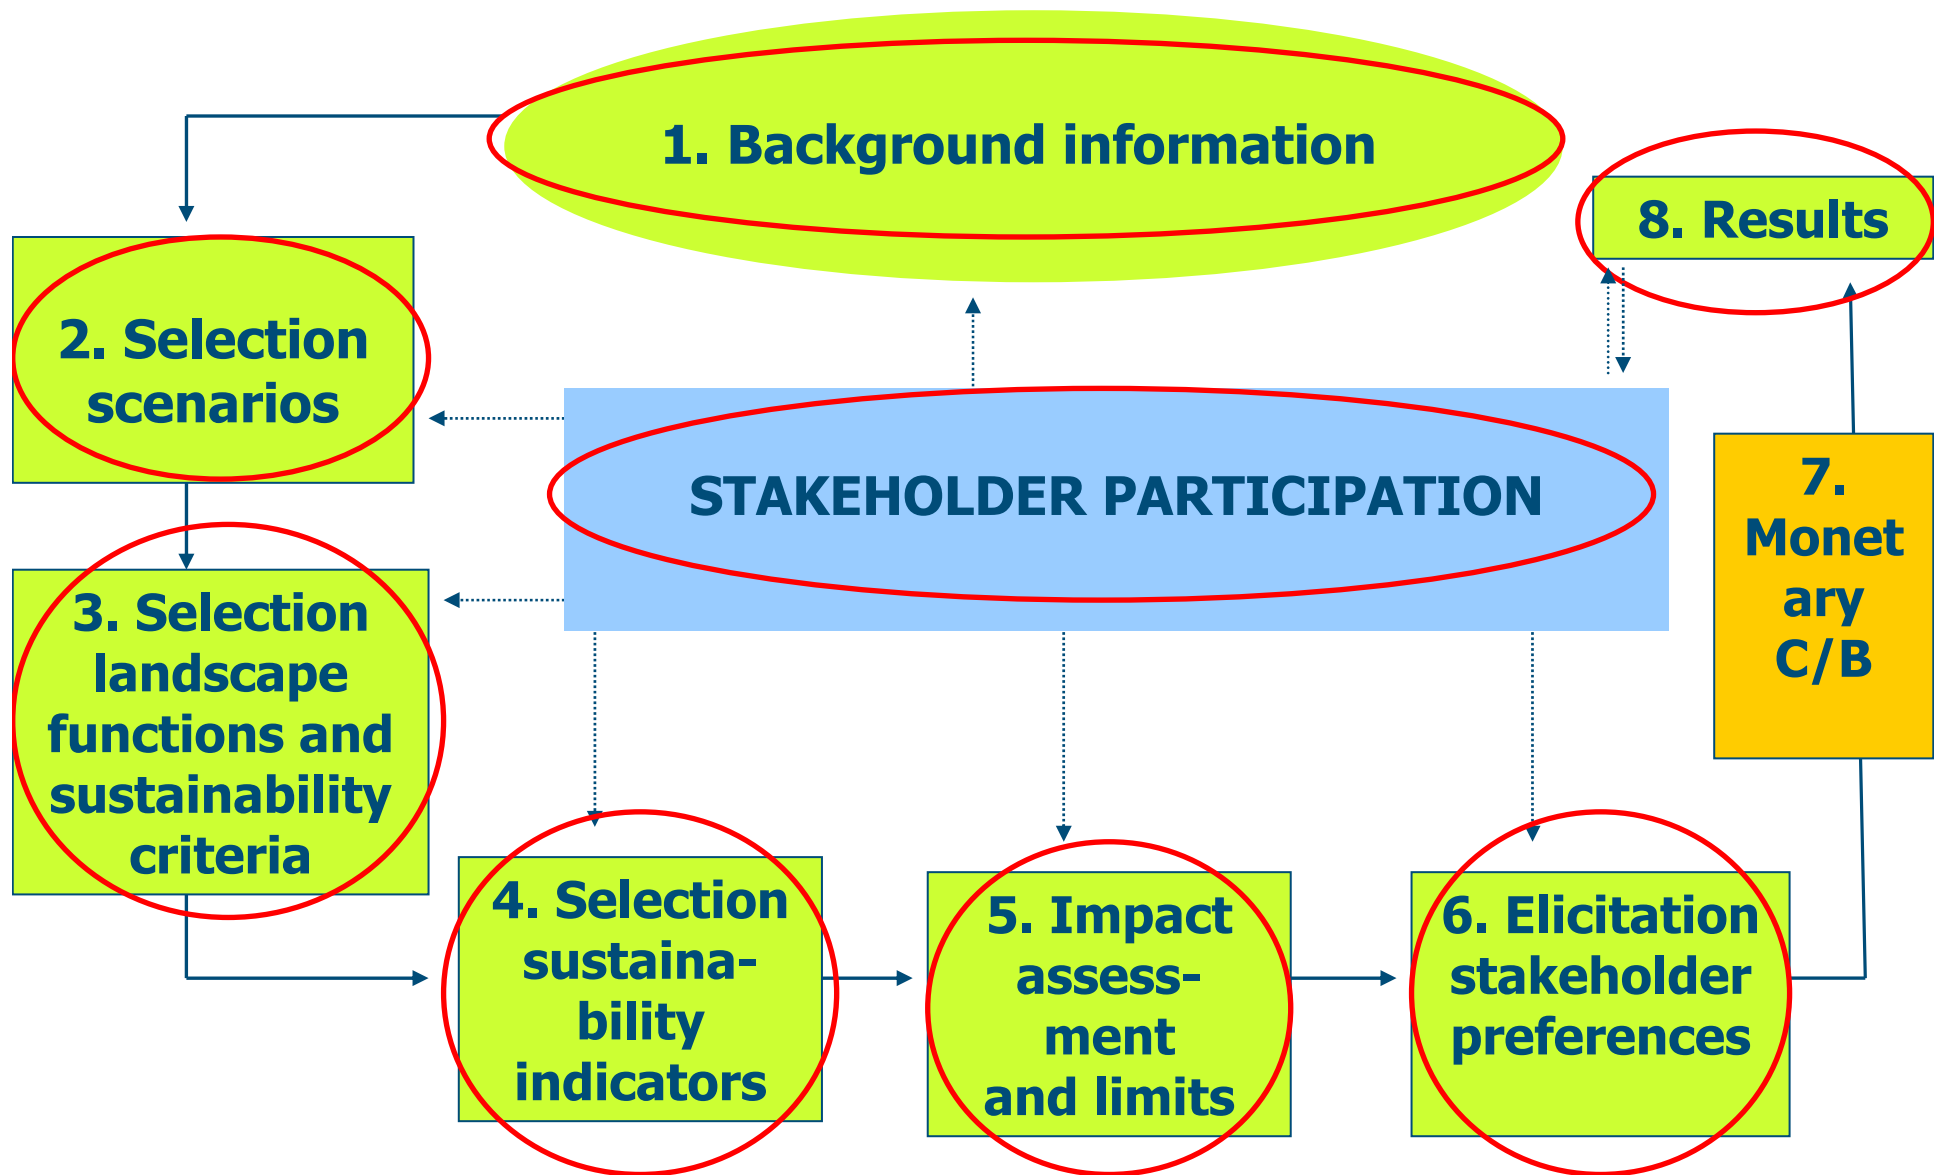 1. Background information
8. Results
2. Selection
scenarios
STAKEHOLDER PARTICIPATION
7.
Monet
ary
C/B
3. Selection
landscape
functions and
sustainability
criteria
4. Selection
sustaina-
bility
indicators
5. Impact
assess-
ment
and limits
6. Elicitation
stakeholder
preferences